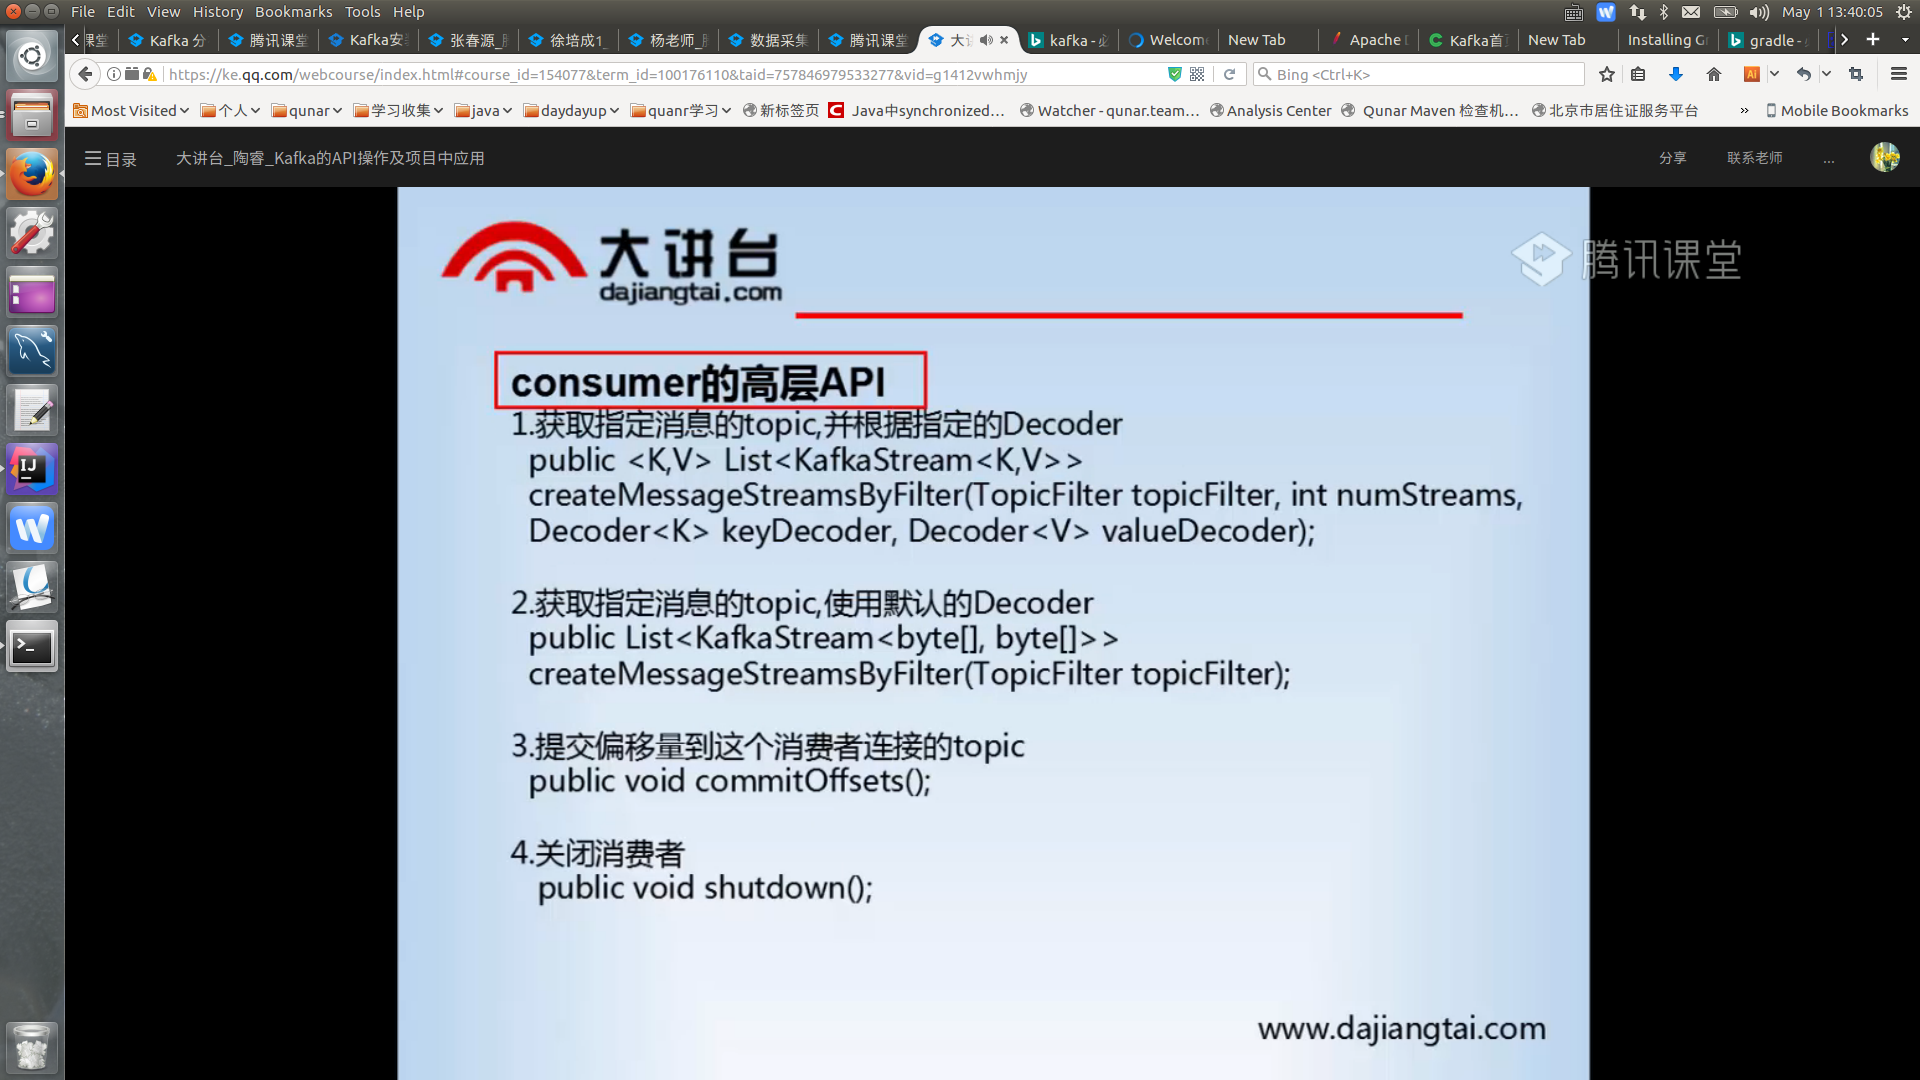 File Edit View History Bookmarks Tools Help
May 1 13:40:05
Kafka 分
腾讯课堂
Kafka安
张春源_
徐培成1_
杨老师_
数据采集
腾讯课堂
kafka -
Welcome
New Tab
Apache
Kafka首
New Tab
Installing
gradle -
https://ke.qq.com/webcourse/index.html#course_id=154077&term_id=100176110&taid=757846979533277&vid=g1412vwhmjy
Bing <Ctrl+K>
Most Visited 个人 qunar 学习收集 java daydayup quanr学习 新标签页 Java中synchronized... Watcher - qunar.team... Analysis Center Qunar Maven 检查机... 北京市居住证服务平台 » Mobile Bookmarks
目录 大讲台_陶睿_Kafka的API操作及项目中应用 分享 联系老师 ...
大讲台
dajiangtai.com
腾讯课堂
consumer的高层API
1.获取指定消息的topic,并根据指定的Decoder
public <K,V> List<KafkaStream<K,V>>
createMessageStreamsByFilter(TopicFilter topicFilter, int numStreams,
Decoder<K> keyDecoder, Decoder<V> valueDecoder);
2.获取指定消息的topic,使用默认的Decoder
public List<KafkaStream<byte[], byte[]>>
createMessageStreamsByFilter(TopicFilter topicFilter);
3.提交偏移量到这个消费者连接的topic
public void commitOffsets();
4.关闭消费者
public void shutdown();
www.dajiangtai.com